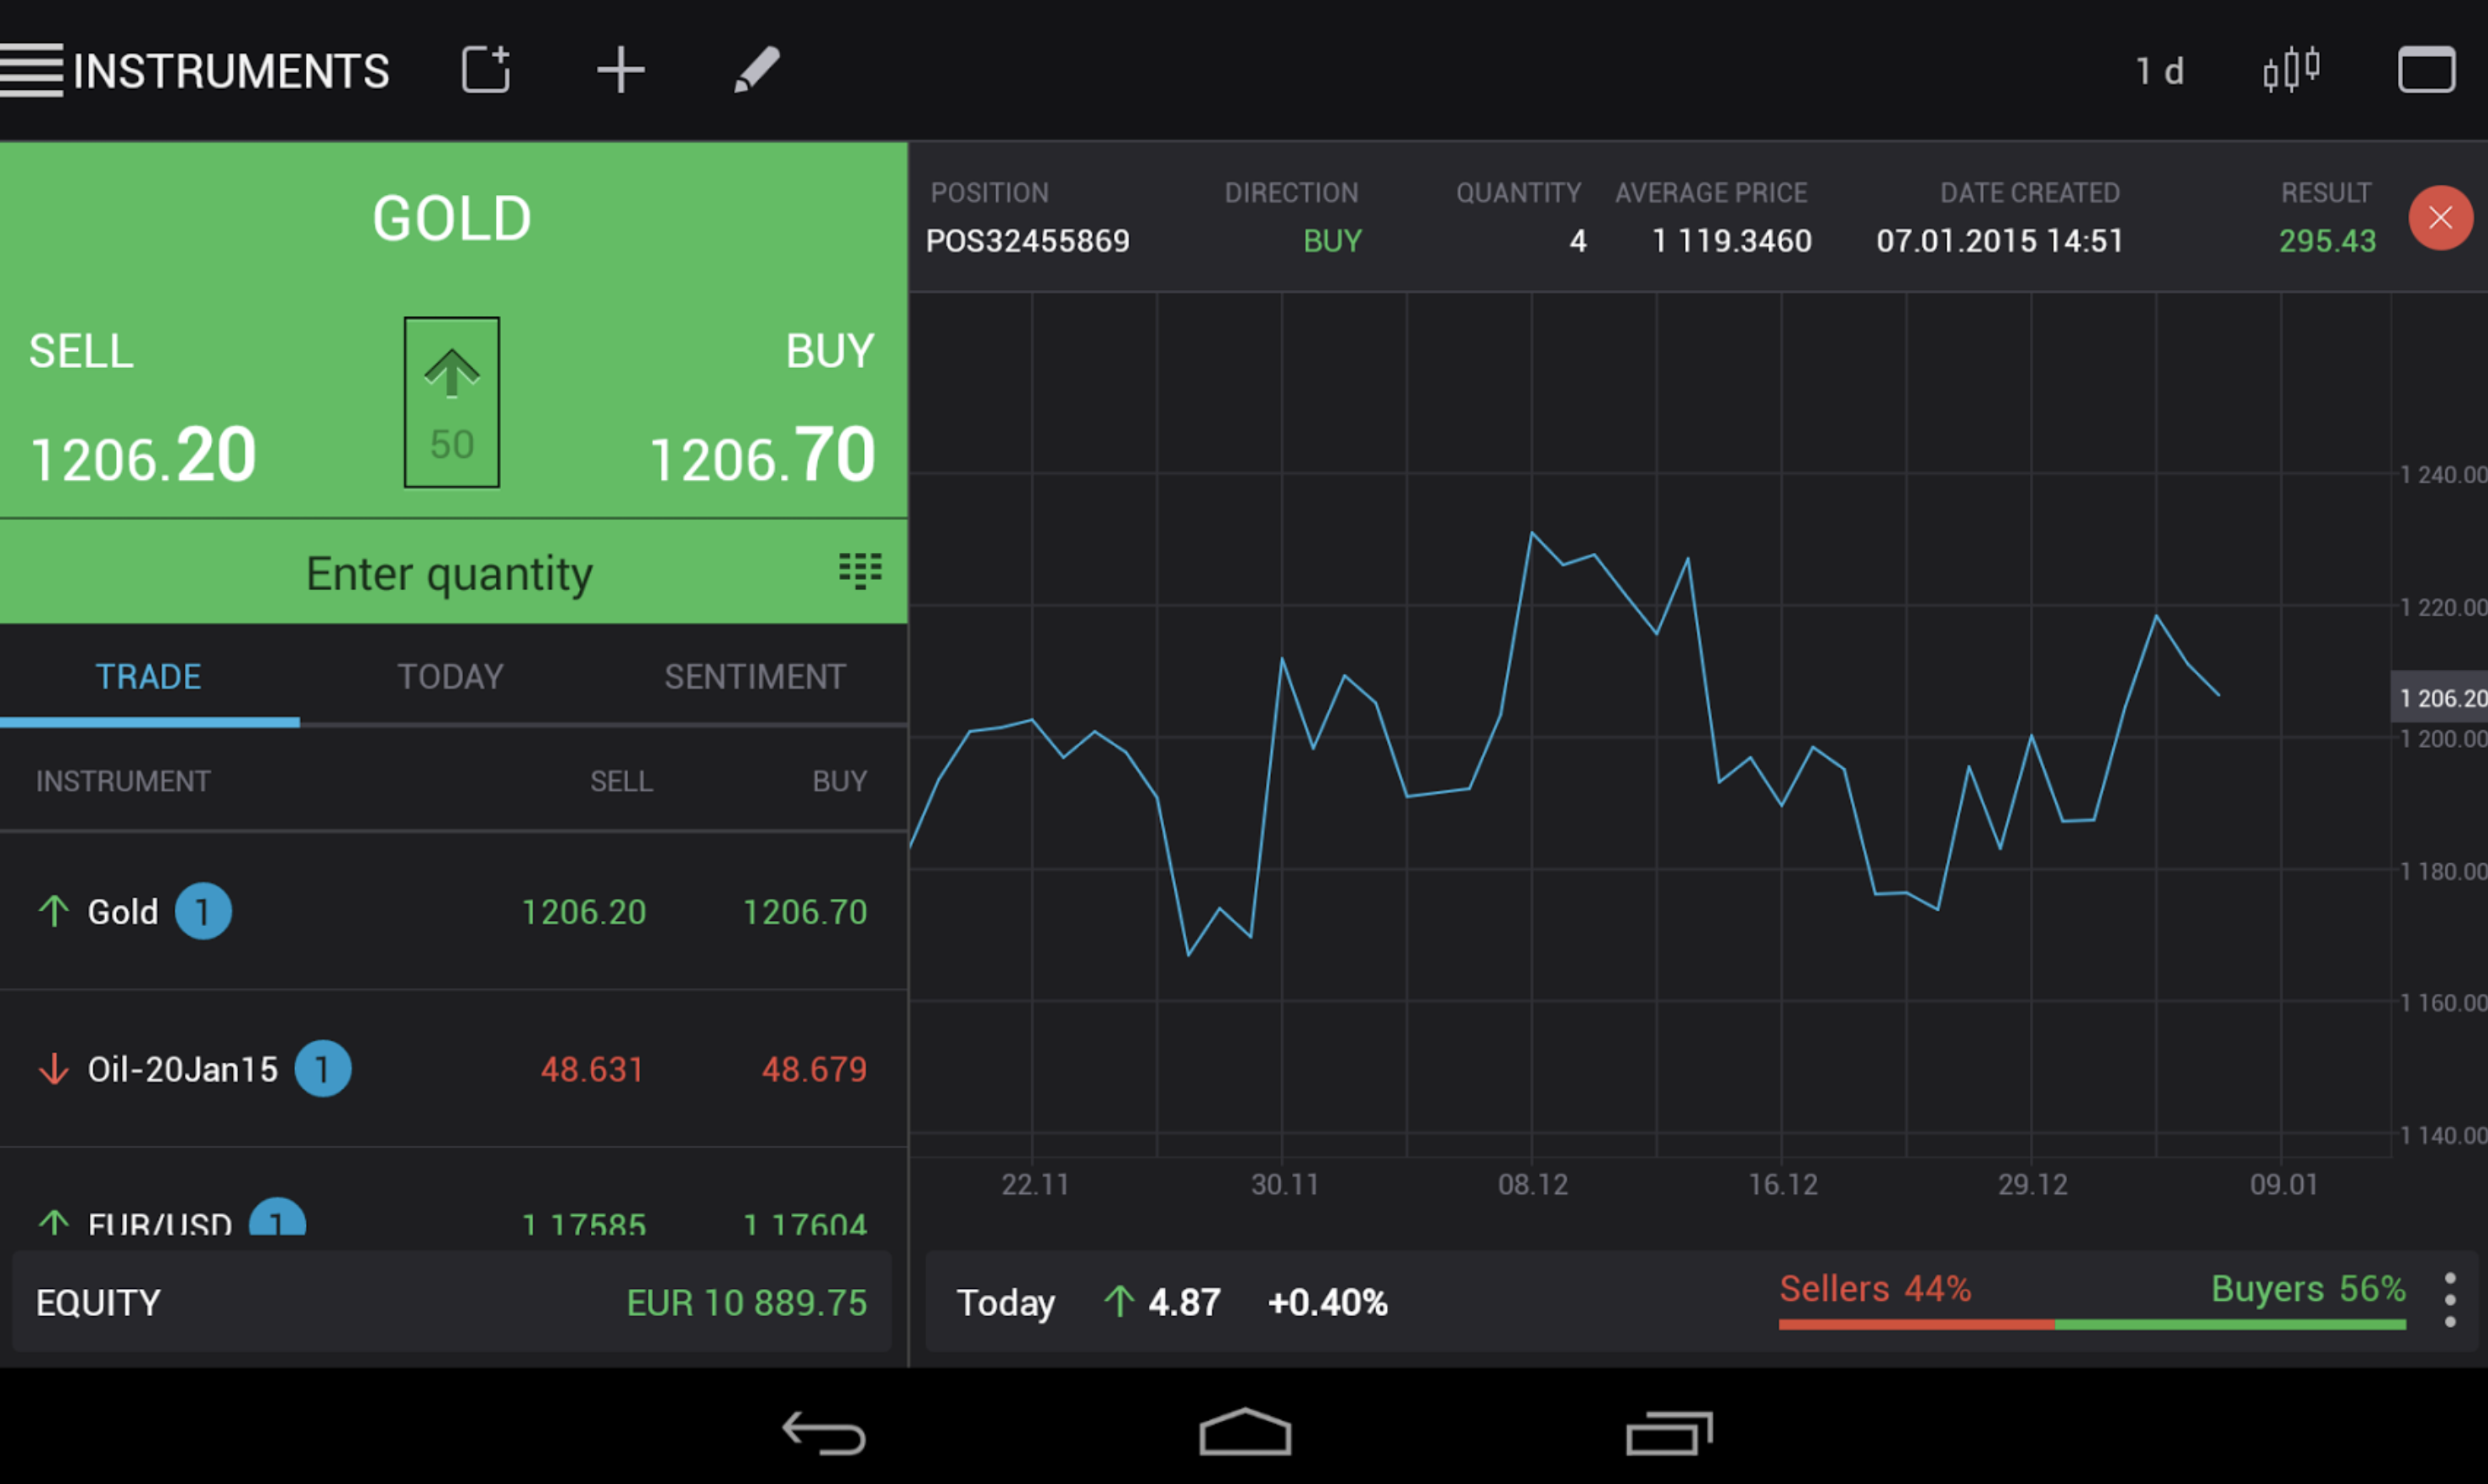 INSTRUMENTS
1 d
GOLD
SELL
BUY
50
1206.20
1206.70
Enter quantity
TRADE TODAY SENTIMENT
INSTRUMENT SELL BUY
Gold 1 1206.20 1206.70
Oil-20Jan15 1 48.631 48.679
EUR/USD 1 1 17585 1 17604
EQUITY EUR 10 889.75
POSITION DIRECTION QUANTITY AVERAGE PRICE DATE CREATED RESULT
POS32455869 BUY 4 1 119.3460 07.01.2015 14:51 295.43
1 240.00
1 220.00
1 206.20
1 200.00
1 180.00
1 160.00
1 140.00
22.11 30.11 08.12 16.12 29.12 09.01
Today 4.87 +0.40% Sellers 44% Buyers 56%